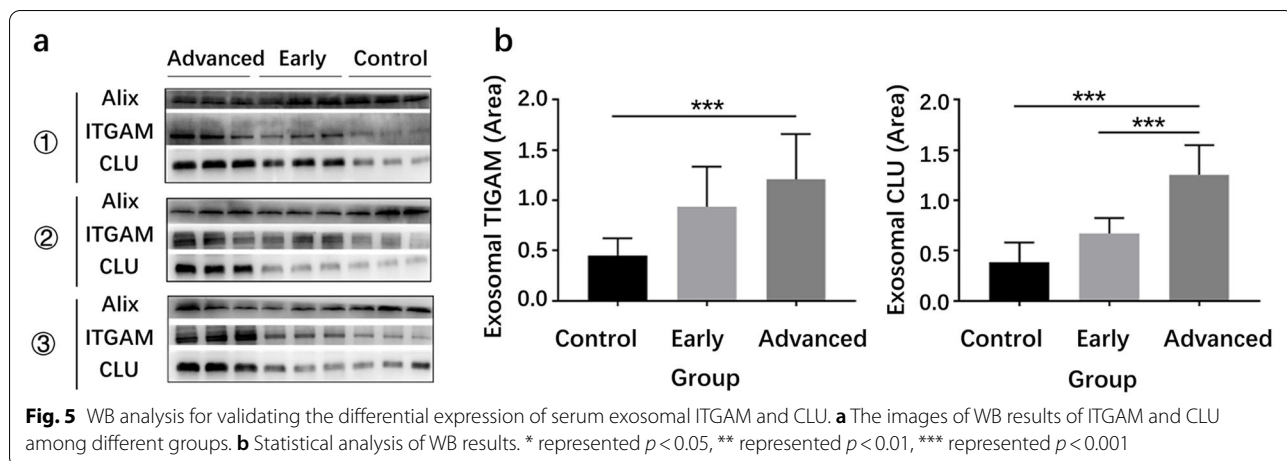 a
Advanced Early Control
① Alix
ITGAM
CLU
② Alix
ITGAM
CLU
③ Alix
ITGAM
CLU
b
Exosomal TIGAM (Area)
2.0
1.5
1.0
0.5
0.0
***
Control Early Advanced
Group
Exosomal CLU (Area)
2.0
1.5
1.0
0.5
0.0
***
***
Control Early Advanced
Group
Fig. 5 WB analysis for validating the differential expression of serum exosomal ITGAM and CLU. a The images of WB results of ITGAM and CLU
among different groups. b Statistical analysis of WB results. * represented p < 0.05, ** represented p < 0.01, *** represented p < 0.001